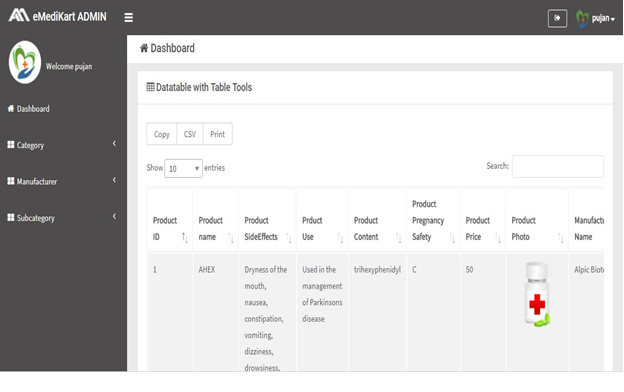 eMediKart ADMIN
pujan
Welcome pujan
Dashboard
Category
Manufacturer
Subcategory
Dashboard
Datatable with Table Tools
Copy CSV Print
Show 10 entries
Search:
Product ID
Product name
Product SideEffects
Prduct Use
Product Content
Product Pregnancy Safety
Product Price
Product Photo
Name
1
AHEX
Dryness of the
mouth,
nausea,
constipation,
vomiting,
dizziness,
drowsiness,
Used in the
management
of Parkinsons
disease
trihexyphenidyl
C
50
Alpic